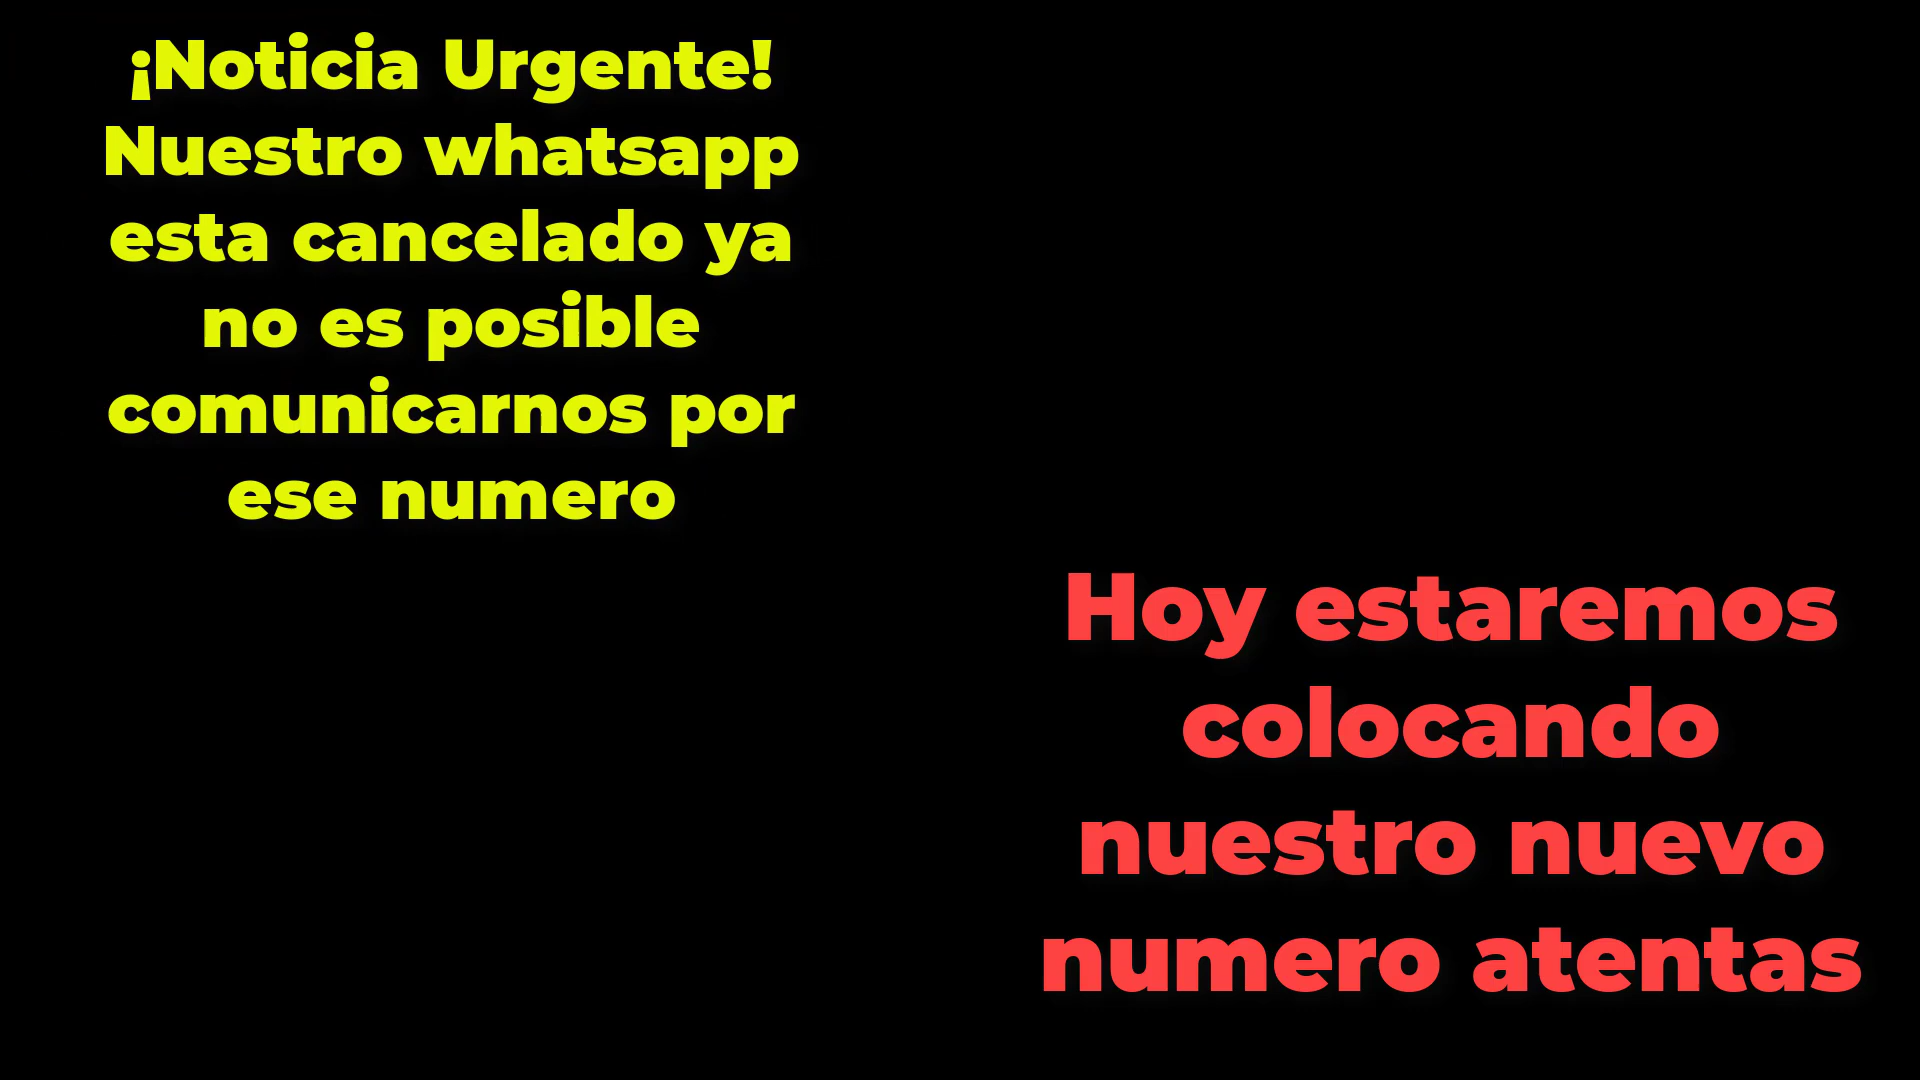 ¡Noticia Urgente!
Nuestro whatsapp
esta cancelado ya
no es posible
comunicarnos por
ese numero
Hoy estaremos
colocando
nuestro nuevo
numero atentas